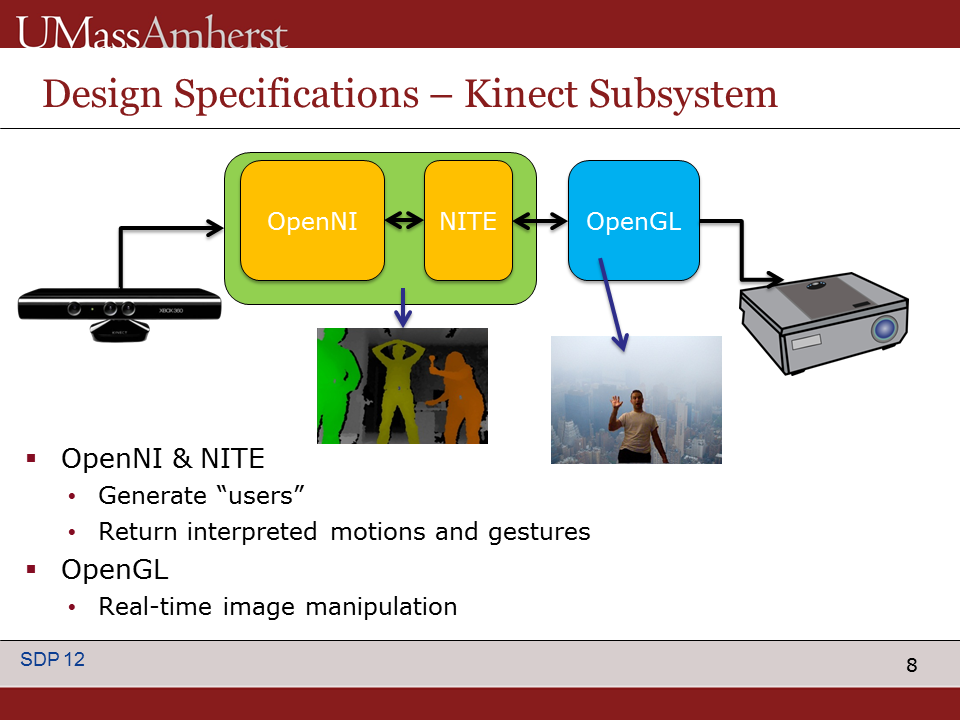 UMassAmherst
Design Specifications – Kinect Subsystem
OpenNI
NITE
OpenGL
XBOX 360
KINECT
▪ OpenNI & NITE
• Generate “users”
• Return interpreted motions and gestures
▪ OpenGL
• Real-time image manipulation
SDP 12
8